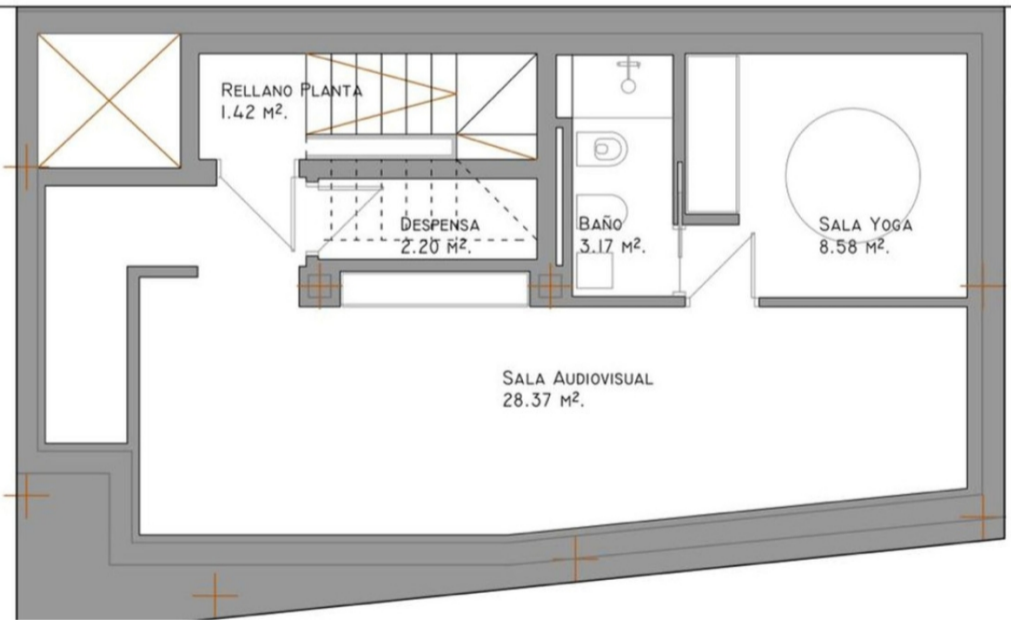 RELLANO PLANTA
1.42 M².
DESPENSA
2.20 M².
BAÑO
3.17 M².
SALA YOGA
8.58 M².
SALA AUDIOVISUAL
28.37 M².